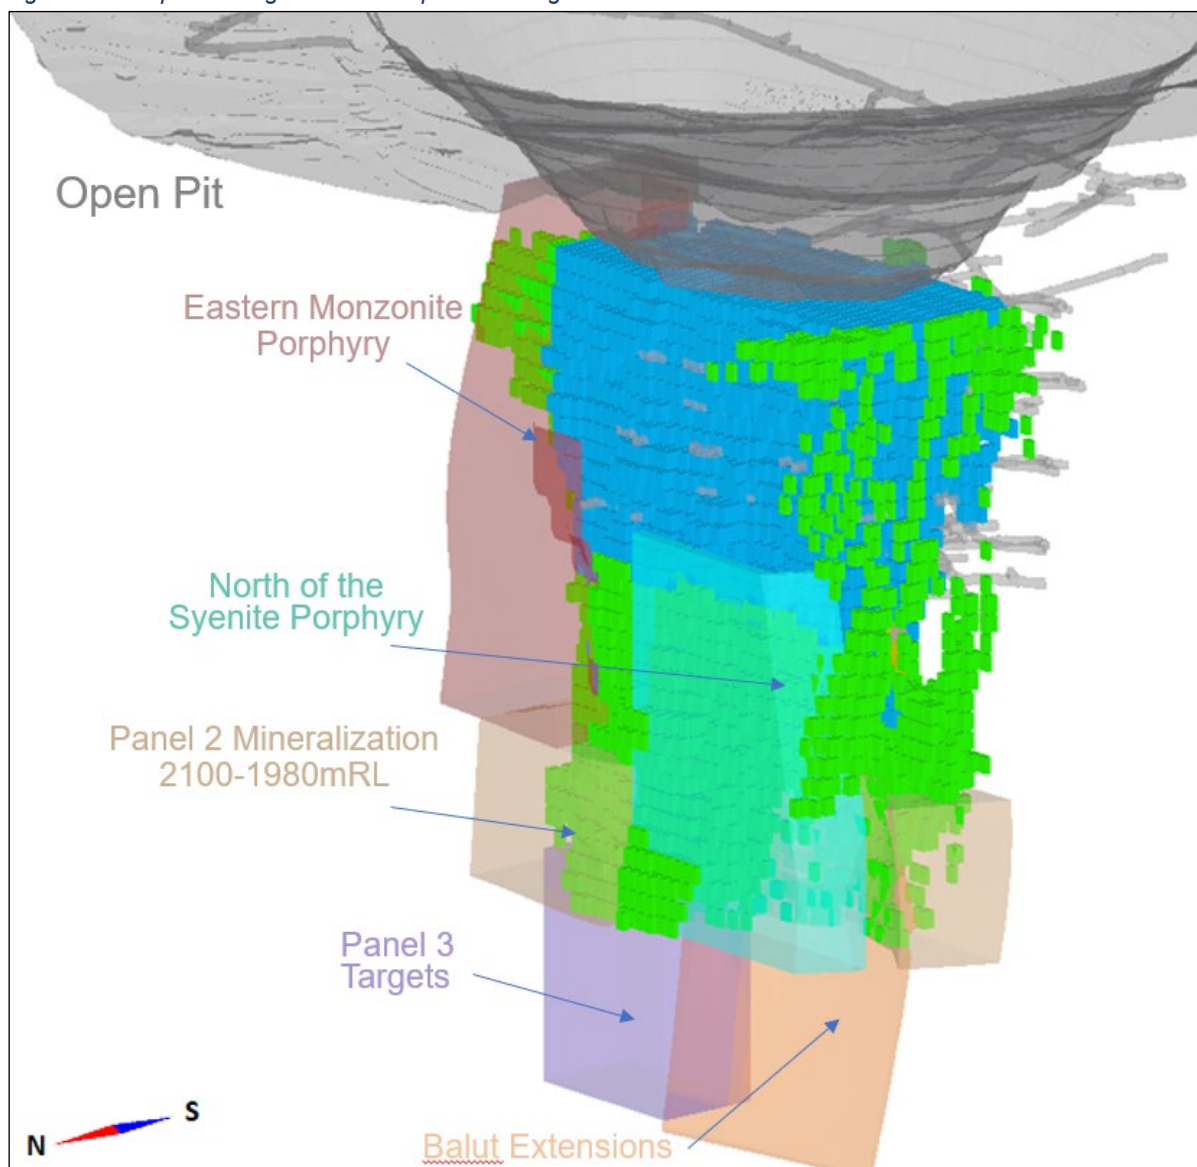 Open Pit
Eastern Monzonite
Porphyry
North of the
Syenite Porphyry
Panel 2 Mineralization
2100-1980mRL
Panel 3
Targets
Balut Extensions
S
N